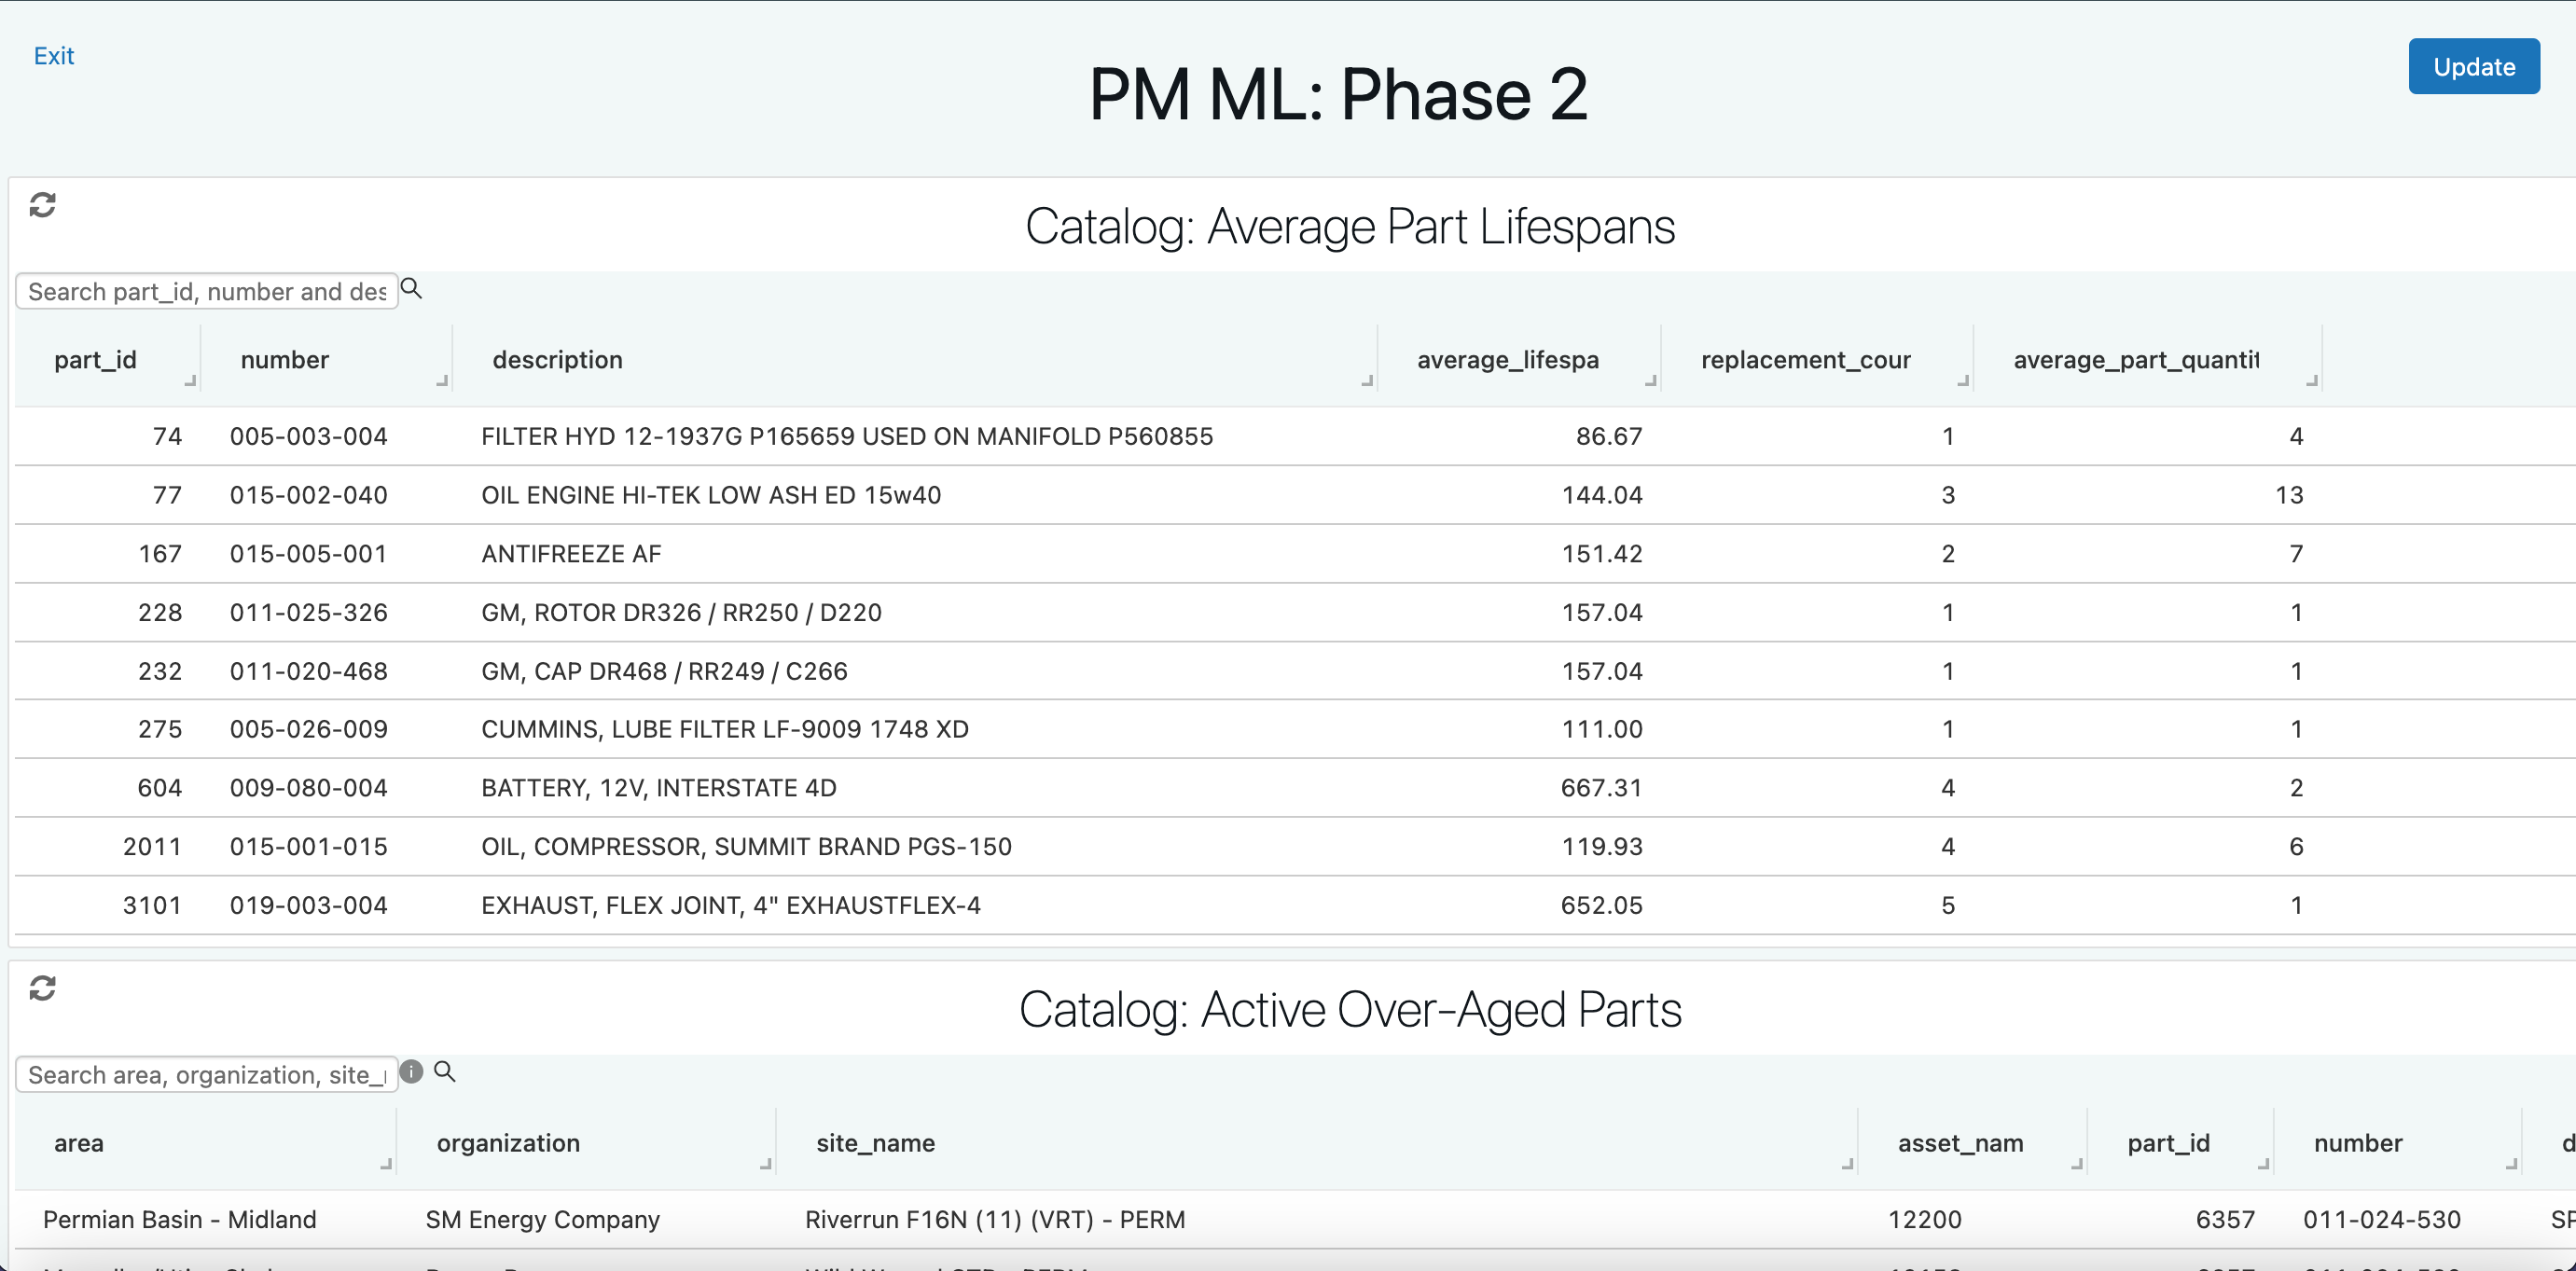 Exit
PM ML: Phase 2
Update
Catalog: Average Part Lifespans
Search part_id, number and des
part_id number description average_lifespa replacement_cour average_part_quantit
74 005-003-004 FILTER HYD 12-1937G P165659 USED ON MANIFOLD P560855 86.67 1 4
77 015-002-040 OIL ENGINE HI-TEK LOW ASH ED 15w40 144.04 3 13
167 015-005-001 ANTIFREEZE AF 151.42 2 7
228 011-025-326 GM, ROTOR DR326 / RR250 / D220 157.04 1 1
232 011-020-468 GM, CAP DR468 / RR249 / C266 157.04 1 1
275 005-026-009 CUMMINS, LUBE FILTER LF-9009 1748 XD 111.00 1 1
604 009-080-004 BATTERY, 12V, INTERSTATE 4D 667.31 4 2
2011 015-001-015 OIL, COMPRESSOR, SUMMIT BRAND PGS-150 119.93 4 6
3101 019-003-004 EXHAUST, FLEX JOINT, 4" EXHAUSTFLEX-4 652.05 5 1
Catalog: Active Over-Aged Parts
Search area, organization, site_
area organization site_name asset_nam part_id number
Permian Basin - Midland SM Energy Company Riverrun F16N (11) (VRT) - PERM 12200 6357 011-024-530